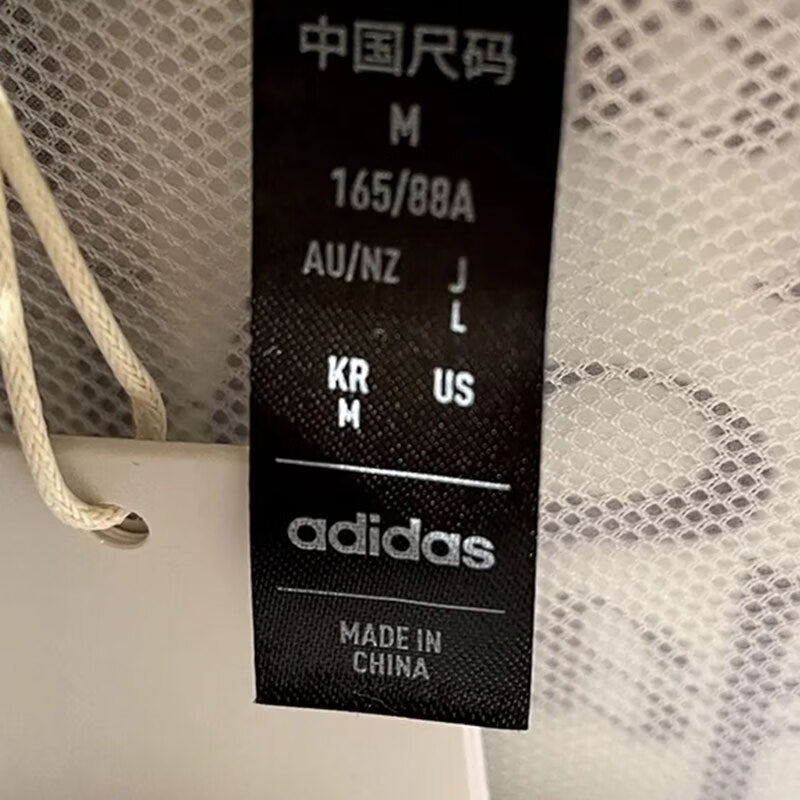 中国尺码
M
165/88A
AU/NZ J
L
KR US
M
adidas
MADE IN
CHINA